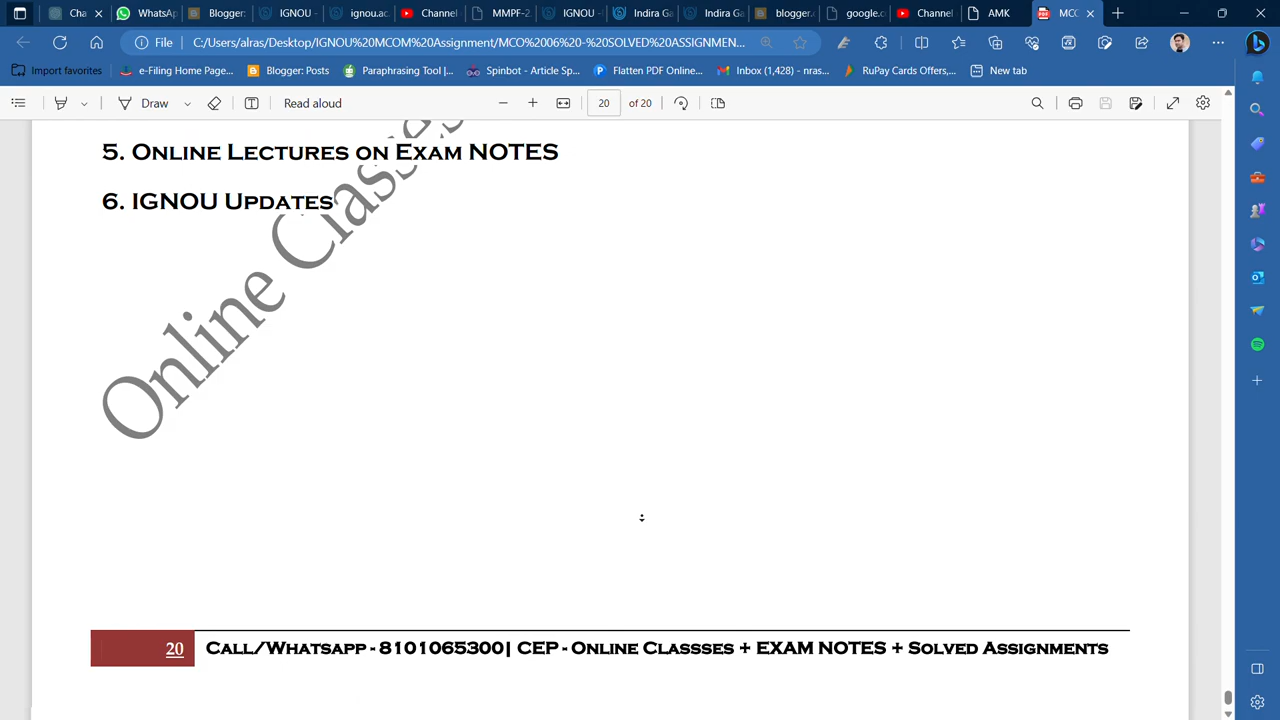 Cha
WhatsAp
Blogger:
IGNOU -
ignou.ac.
Channel
MMPF-2
IGNOU -
Indira Ga
Indira Ga
blogger.c
google.co
Channel
AMK
MCC
File
C:/Users/alras/Desktop/IGNOU%20MCOM%20Assignment/MCO%2006%20-%20SOLVED%20ASSIGNMEN...
Import favorites
e-Filing Home Page...
Blogger: Posts
Paraphrasing Tool |...
Spinbot - Article Sp...
Flatten PDF Online...
Inbox (1,428) - nras...
RuPay Cards Offers,...
New tab
Draw
Read aloud
20 of 20
5. Online Lectures on Exam NOTES
6. IGNOU Updates
Online Classes
20 Call/Whatsapp - 8101065300| CEP - Online Classses + EXAM NOTES + Solved Assignments